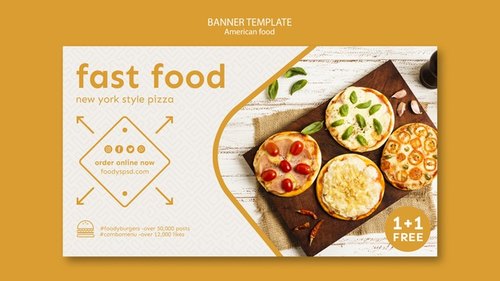 BANNER TEMPLATE
American food
fast food
new york style pizza
order online now
foodyspsd.com
#foodyburgers -over 50,000 posts
#combomenu -over 12,000 likes
1+1
FREE